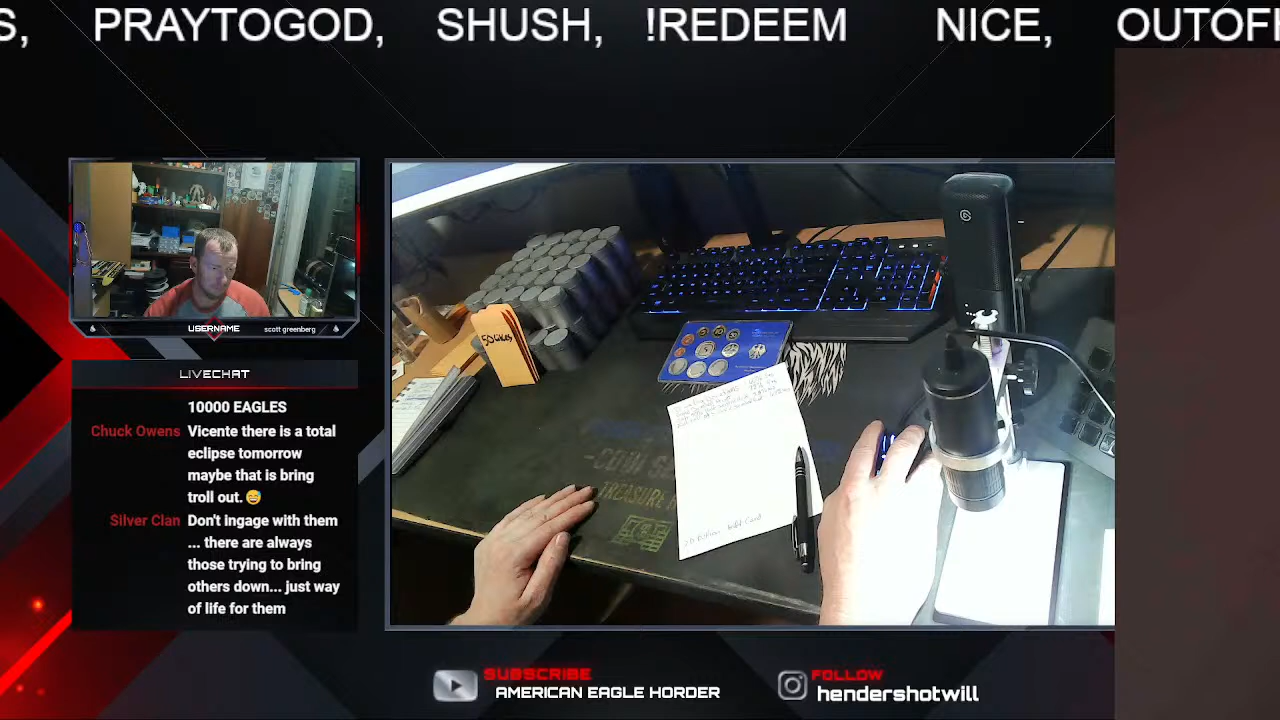 S, PRAYTOGOD, SHUSH, !REDEEM NICE, OUTOF
USERNAME scott greenberg
LIVECHAT
10000 EAGLES
Chuck Owens Vicente there is a total
eclipse tomorrow
maybe that is bring
troll out.😅
Silver Clan Don't ingage with them
... there are always
those trying to bring
others down... just way
of life for them
-COIN S
TREASURE
SUBSCRIBE
AMERICAN EAGLE HORDER
FOLLOW
hendershotwill